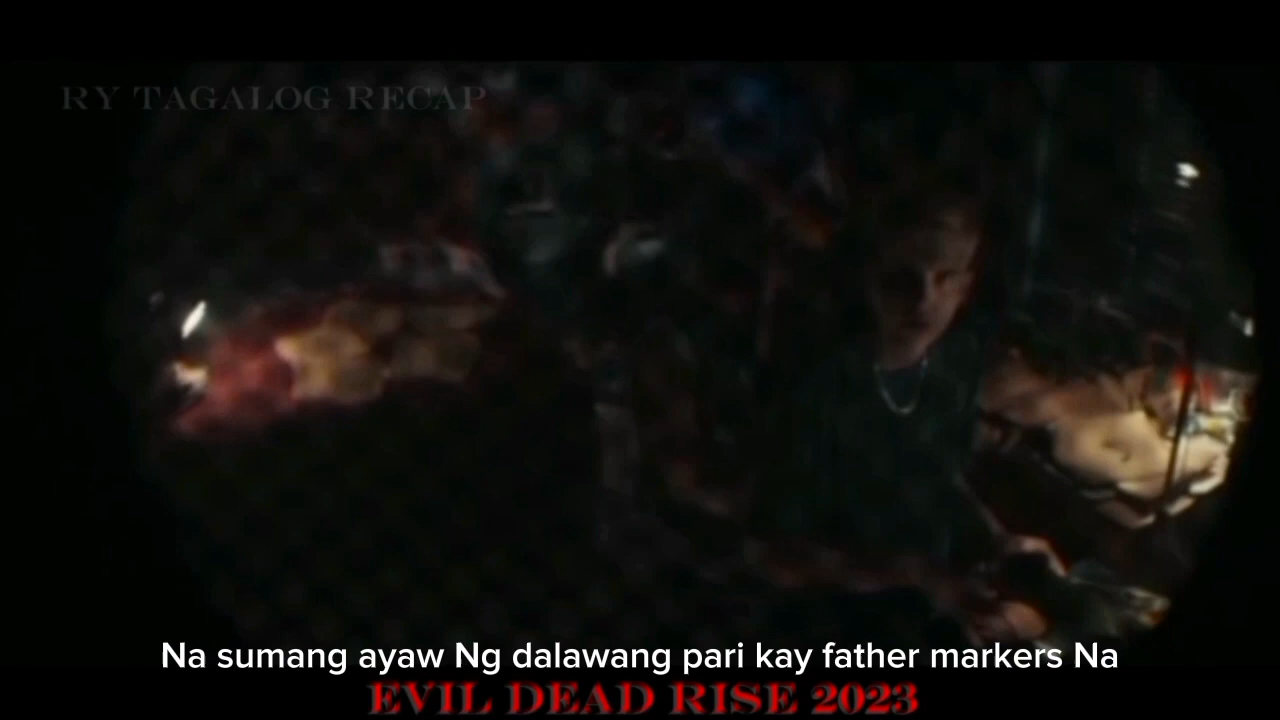 RY TAGALOG RECAP
Na sumang ayaw Ng dalawang pari kay father markers Na
EVIL DEAD RISE 2023